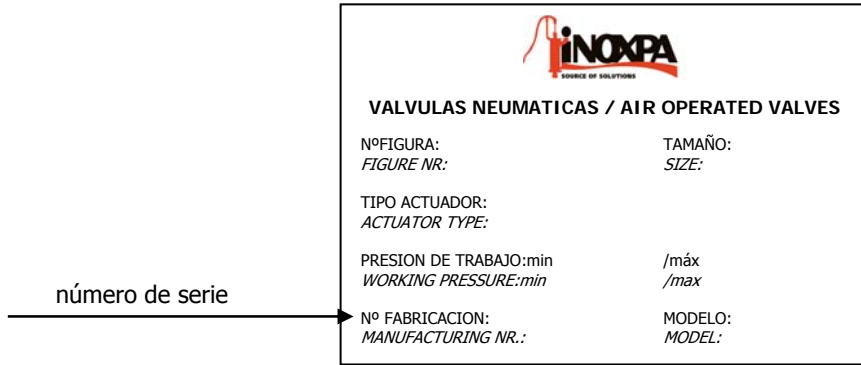 iNOXPA
SOURCE OF SOLUTIONS
VALVULAS NEUMATICAS / AIR OPERATED VALVES
NºFIGURA: TAMAÑO:
FIGURE NR: SIZE:
TIPO ACTUADOR:
ACTUATOR TYPE:
PRESION DE TRABAJO:min /máx
WORKING PRESSURE:min /max
número de serie
Nº FABRICACION: MODELO:
MANUFACTURING NR.: MODEL: